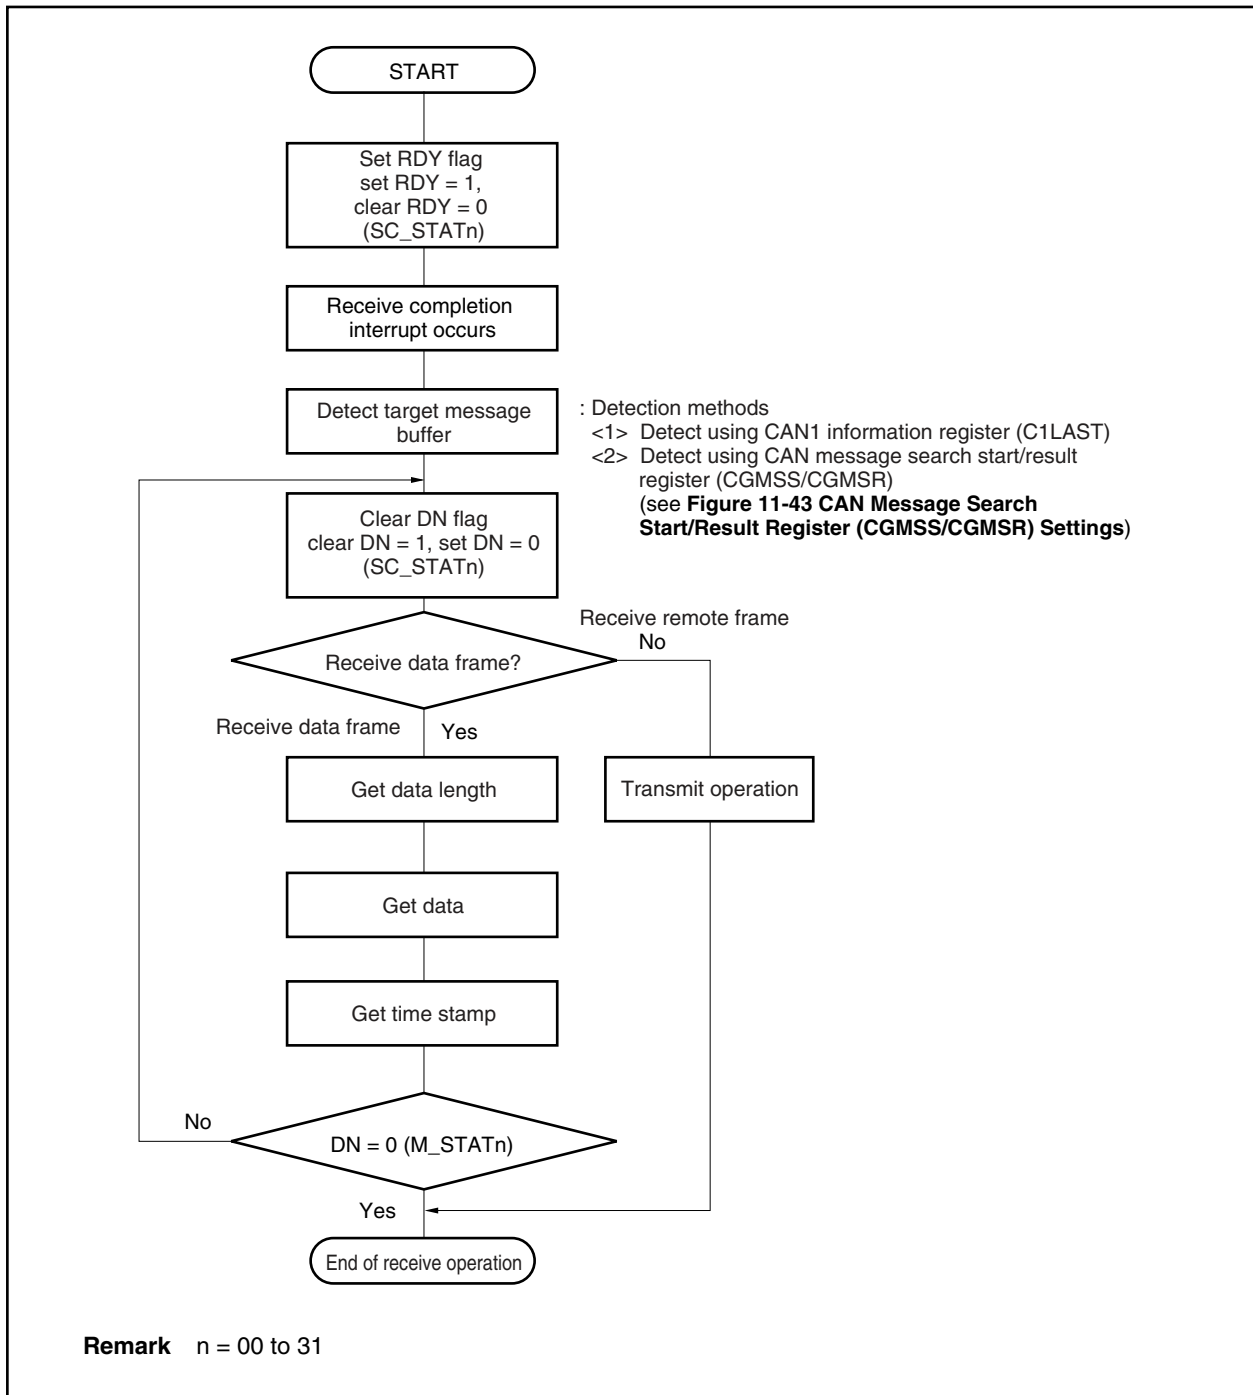 START
Set RDY flag
set RDY = 1,
clear RDY = 0
(SC_STATn)
Receive completion
interrupt occurs
Detect target message
buffer
: Detection methods
<1> Detect using CAN1 information register (C1LAST)
<2> Detect using CAN message search start/result
register (CGMSS/CGMSR)
(see Figure 11-43 CAN Message Search
Start/Result Register (CGMSS/CGMSR) Settings)
Clear DN flag
clear DN = 1, set DN = 0
(SC_STATn)
Receive remote frame
No
Receive data frame?
Receive data frame
Yes
Get data length
Transmit operation
Get data
Get time stamp
No
DN = 0 (M_STATn)
Yes
End of receive operation
Remark n = 00 to 31